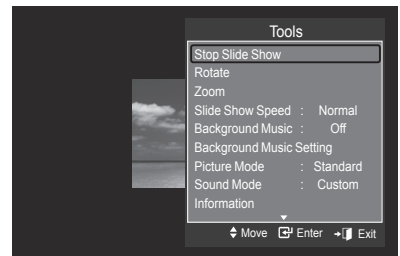 Tools
Stop Slide Show
Rotate
Zoom
Slide Show Speed : Normal
Background Music : Off
Background Music Setting
Picture Mode : Standard
Sound Mode : Custom
Information
Move Enter Exit